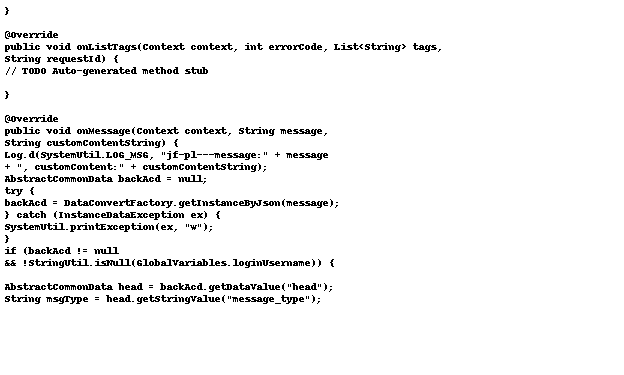 }
@Override
public void onListTags(Context context, int errorCode, List<String> tags,
String requestId) {
// TODO Auto-generated method stub
}
@Override
public void onMessage(Context context, String message,
String customContentString) {
Log.d(SystemUtil.LOG_MSG, "jf-pl---message:" + message
+ ", customContent:" + customContentString);
AbstractCommonData backAcd = null;
try {
backAcd = DataConvertFactory.getInstanceByJson(message);
} catch (InstanceDataException ex) {
SystemUtil.printException(ex, "w");
}
if (backAcd != null
&& !StringUtil.isNull(GlobalVariables.loginUsername)) {
AbstractCommonData head = backAcd.getDataValue("head");
String msgType = head.getStringValue("message_type");